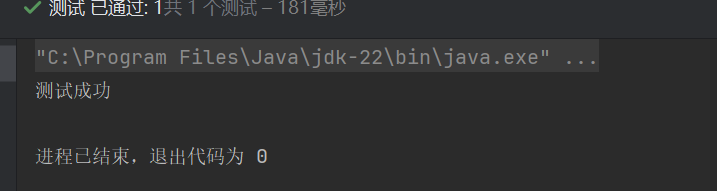 测试 已通过: 1共 1 个测试 – 181毫秒
"C:\Program Files\Java\jdk-22\bin\java.exe" ...
测试成功
进程已结束，退出代码为 0